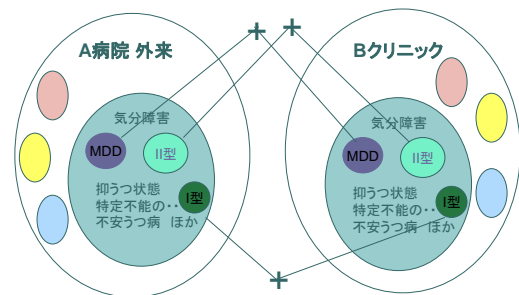 A病院 外来
気分障害
MDD
II型
抑うつ状態
I型
特定不能の‥
不安うつ病 ほか
Bクリニック
気分障害
MDD
II型
抑うつ状態
I型
特定不能の‥
不安うつ病 ほか